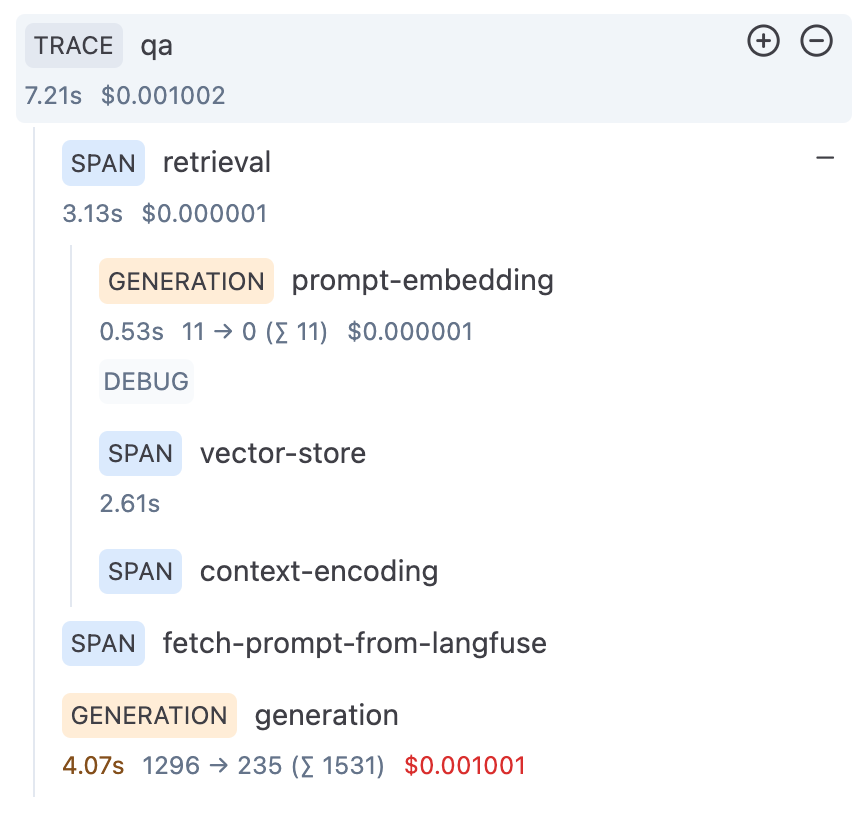 TRACE qa
7.21s $0.001002
SPAN retrieval
3.13s $0.000001
GENERATION prompt-embedding
0.53s 11 → 0 (∑ 11) $0.000001
DEBUG
SPAN vector-store
2.61s
SPAN context-encoding
SPAN fetch-prompt-from-langfuse
GENERATION generation
4.07s 1296 → 235 (∑ 1531) $0.001001